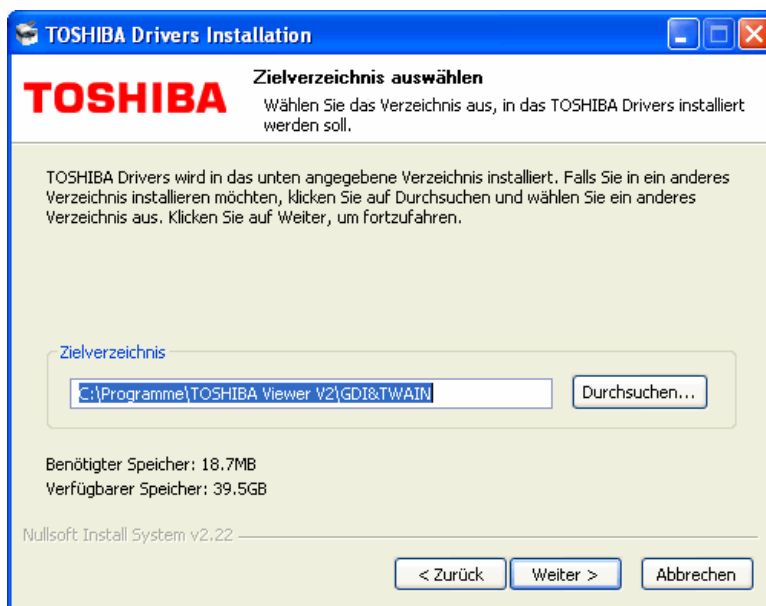 TOSHIBA Drivers Installation
TOSHIBA
Zielverzeichnis auswählen
Wählen Sie das Verzeichnis aus, in das TOSHIBA Drivers installiert
werden soll.
TOSHIBA Drivers wird in das unten angegebene Verzeichnis installiert. Falls Sie in ein anderes
Verzeichnis installieren möchten, klicken Sie auf Durchsuchen und wählen Sie ein anderes
Verzeichnis aus. Klicken Sie auf Weiter, um fortzufahren.
Zielverzeichnis
C:\Programme\TOSHIBA Viewer V2\GDI&TWAIN
Durchsuchen...
Benötigter Speicher: 18.7MB
Verfügbarer Speicher: 39.5GB
Nullsoft Install System v2.22
< Zurück
Weiter >
Abbrechen